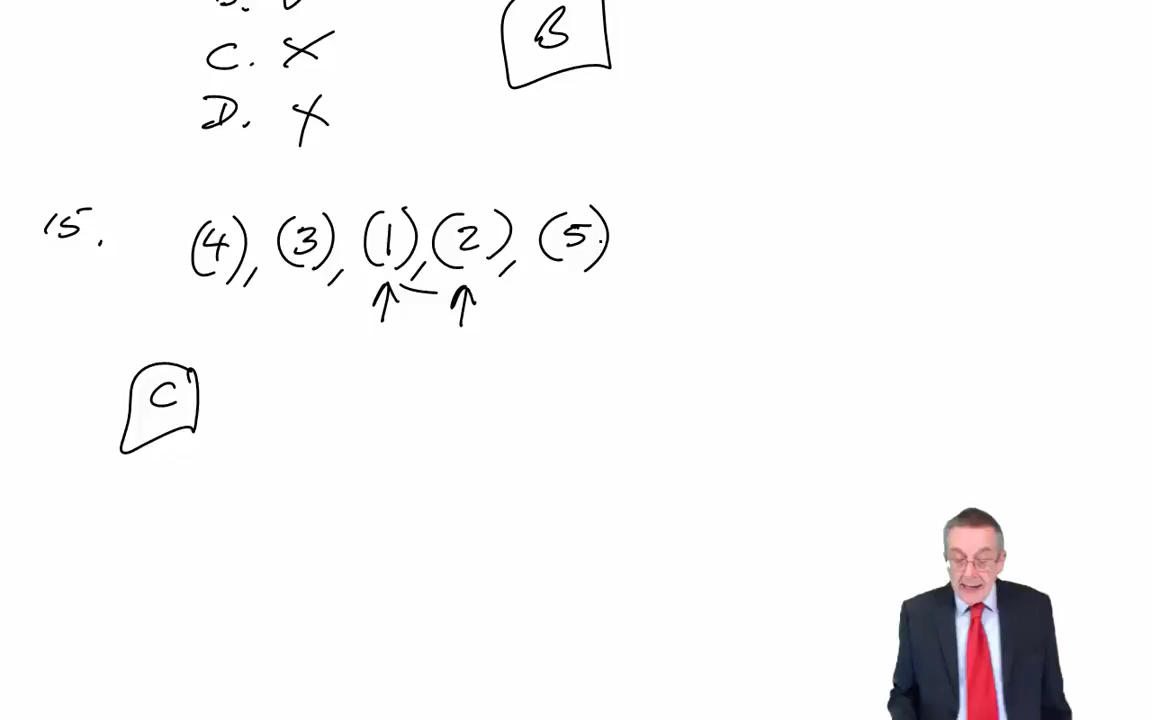 B.
B
C. X
D. X
15. (4), (3), (1), (2), (5)
C